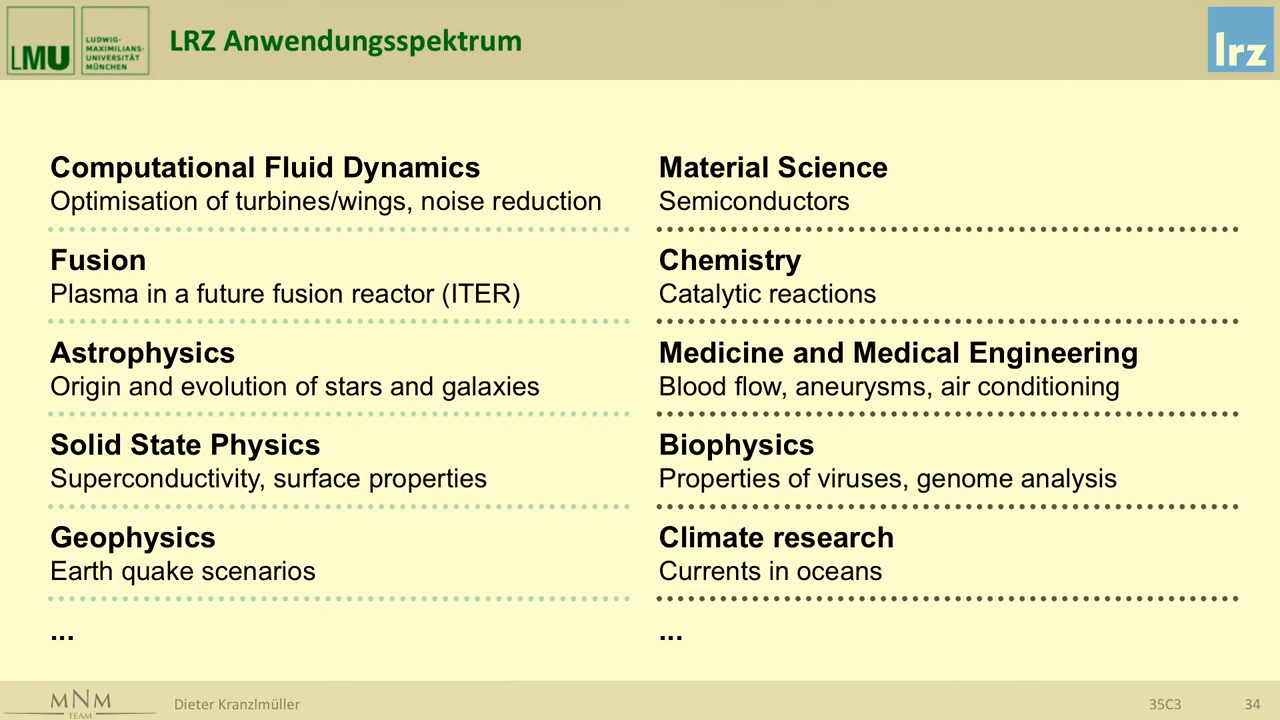 LMU
LUDWIG-
MAXIMILIANS-
UNIVERSITÄT
MÜNCHEN
LRZ Anwendungsspektrum
lrz
Computational Fluid Dynamics
Optimisation of turbines/wings, noise reduction
Fusion
Plasma in a future fusion reactor (ITER)
Astrophysics
Origin and evolution of stars and galaxies
Solid State Physics
Superconductivity, surface properties
Geophysics
Earth quake scenarios
...
Material Science
Semiconductors
Chemistry
Catalytic reactions
Medicine and Medical Engineering
Blood flow, aneurysms, air conditioning
Biophysics
Properties of viruses, genome analysis
Climate research
Currents in oceans
...
MNM
TEAM
Dieter Kranzlmüller
35C3
34